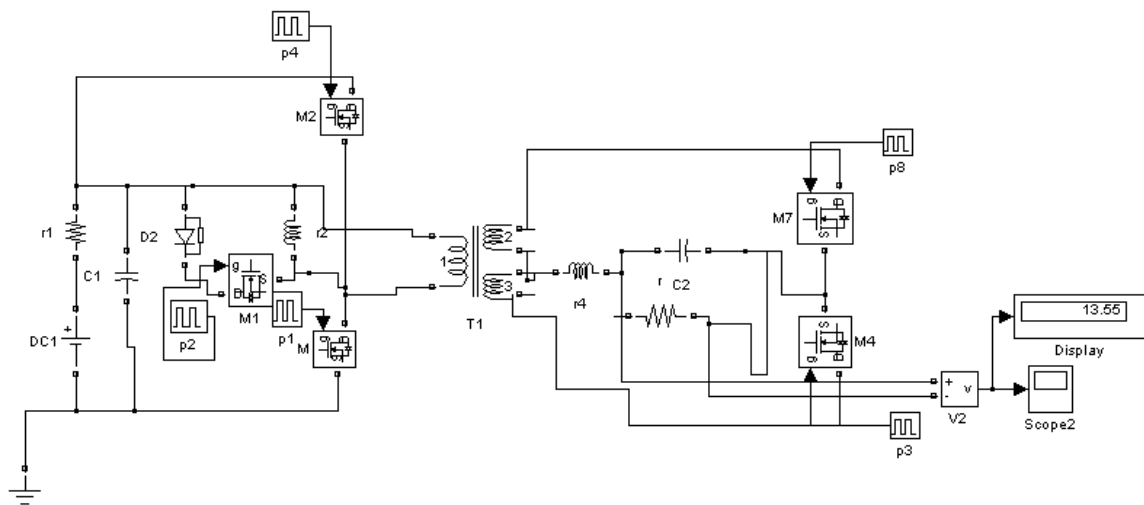 p4
M2
g
D
S
p8
r1
D2
r2
1
2
3
M7
g
D
S
C1
g
S
D
M1
r
C2
r4
T1
13.55
Display
DC1
+
p2
p1
M
g
D
S
M4
S
g
D
+
-
v
V2
Scope2
p3